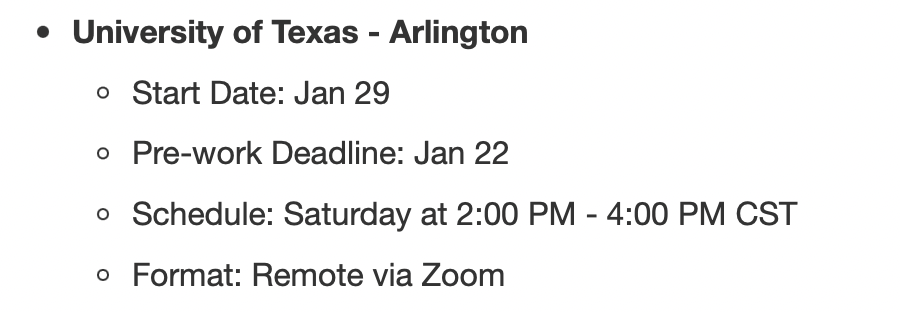 • University of Texas - Arlington
○ Start Date: Jan 29
○ Pre-work Deadline: Jan 22
○ Schedule: Saturday at 2:00 PM - 4:00 PM CST
○ Format: Remote via Zoom